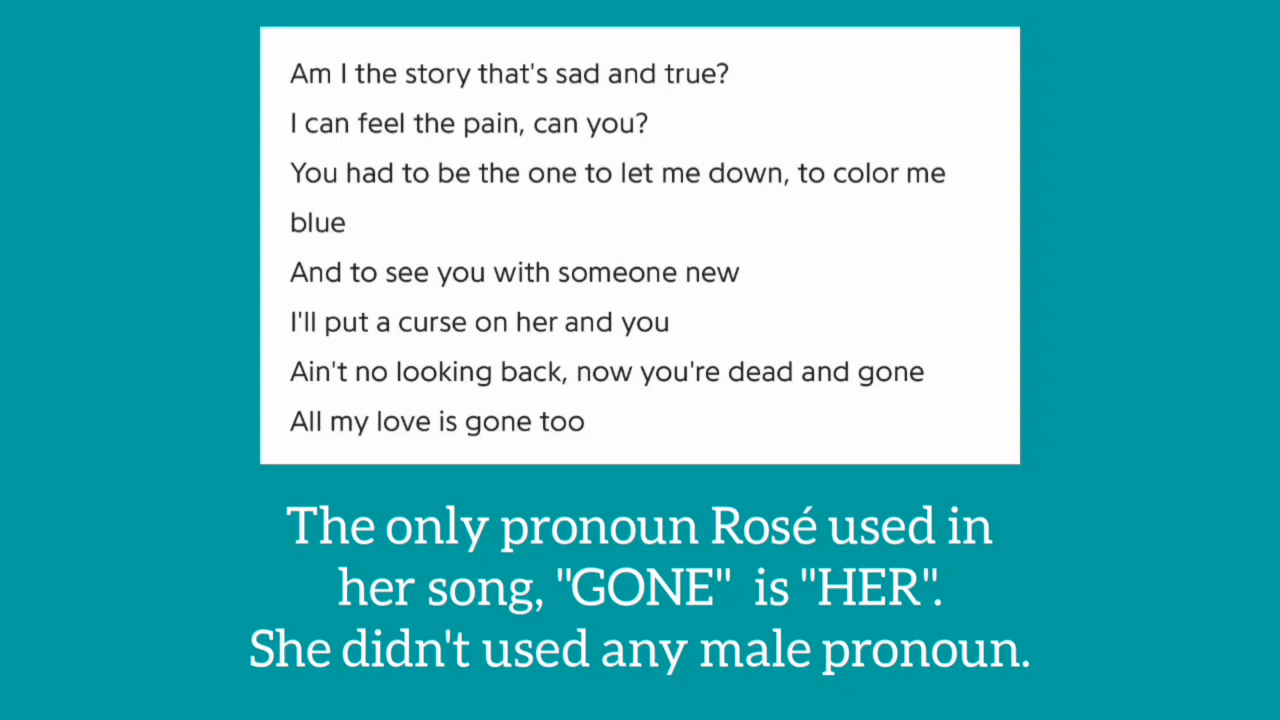 Am I the story that's sad and true?
I can feel the pain, can you?
You had to be the one to let me down, to color me
blue
And to see you with someone new
I'll put a curse on her and you
Ain't no looking back, now you're dead and gone
All my love is gone too
The only pronoun Rosé used in
her song, "GONE" is "HER".
She didn't used any male pronoun.